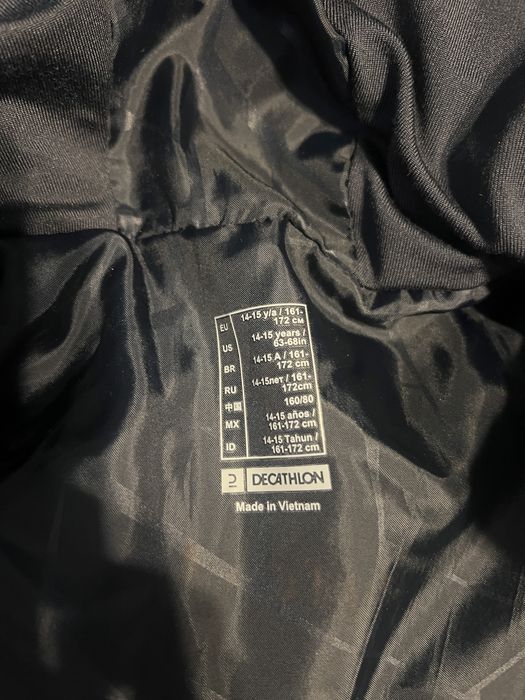 EU 14-15 y/a / 161-
172 см
US 14-15 years /
63-68in
BR 14-15 A / 161-
172 cm
RU 14-15лет / 161-
172cm
中国 160/80
MX 14-15 años /
161-172 cm
ID 14-15 Tahun /
161-172 cm
DECATHLON
Made in Vietnam